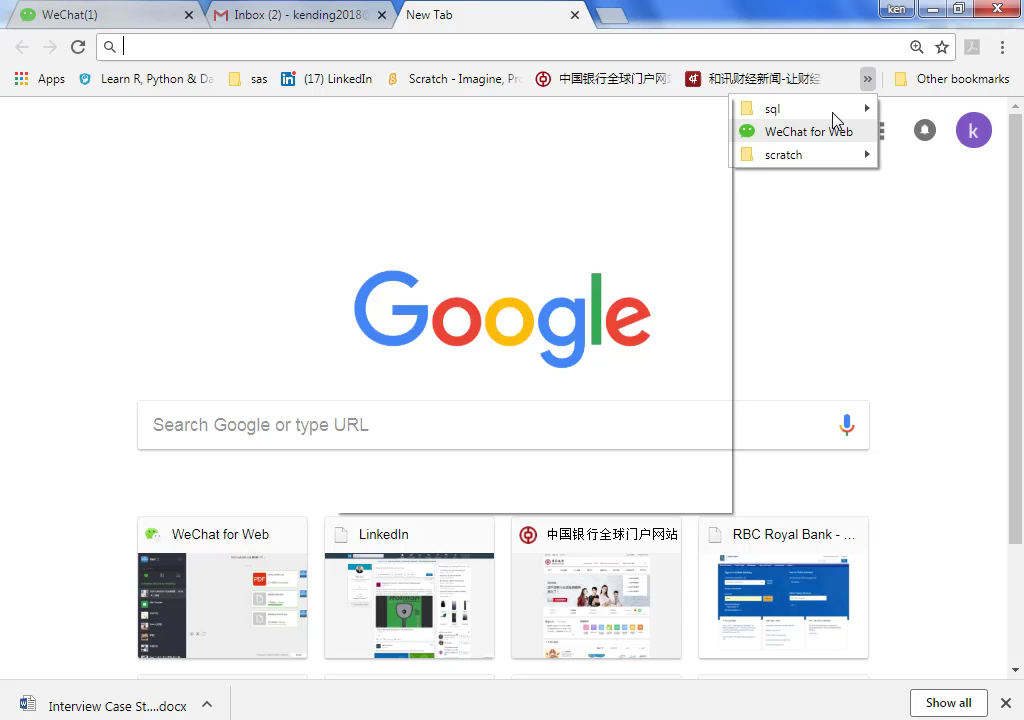 WeChat(1)
Inbox (2) - kending2018@
New Tab
ken
Apps
Learn R, Python & Da
sas
(17) LinkedIn
Scratch - Imagine, Pro
中国银行全球门户网
和讯财经新闻-让财经
Other bookmarks
sql
WeChat for Web
scratch
k
Google
Search Google or type URL
WeChat for Web
LinkedIn
中国银行全球门户网站
RBC Royal Bank - ...
PDF
Interview Case St....docx
Show all